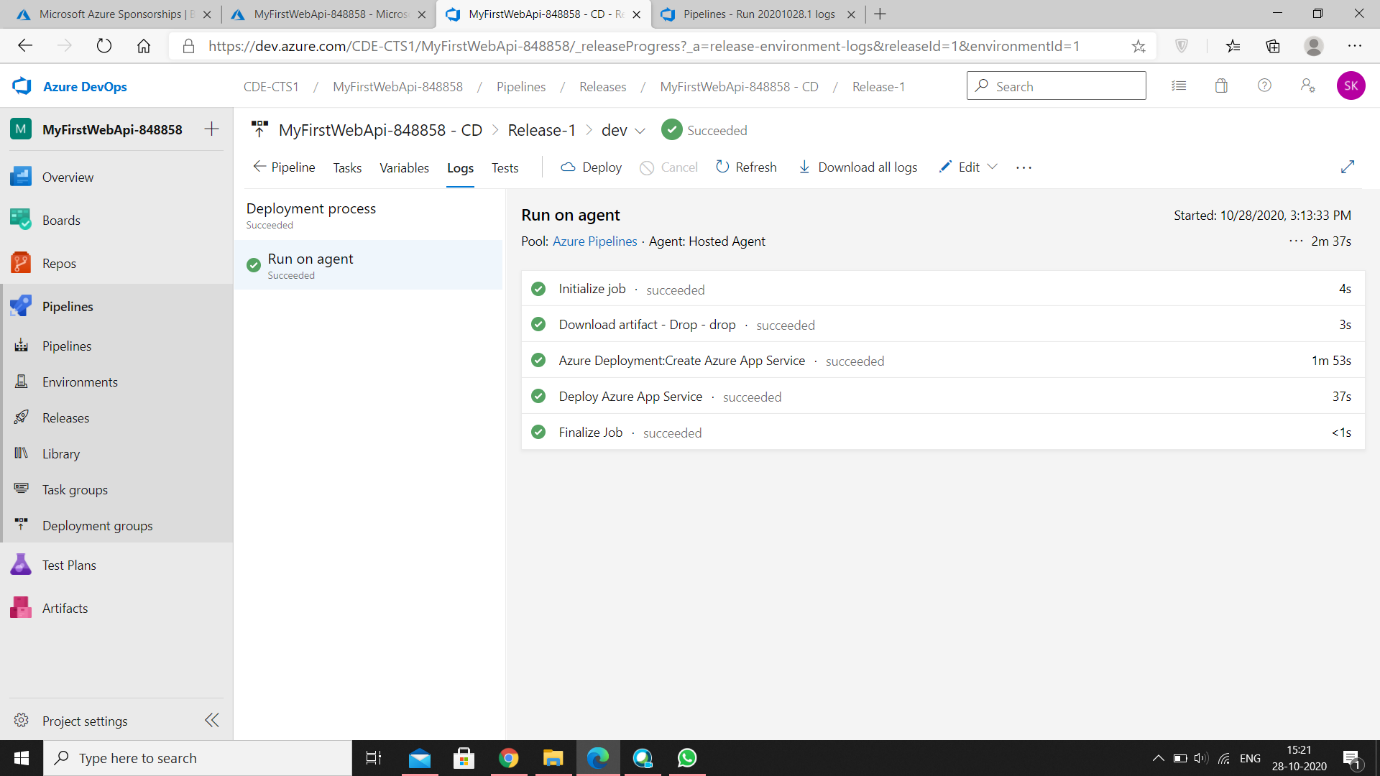 Microsoft Azure Sponsorships | E
MyFirstWebApi-848858 - Micros
MyFirstWebApi-848858 - CD - Re
Pipelines - Run 20201028.1 logs
https://dev.azure.com/CDE-CTS1/MyFirstWebApi-848858/_releaseProgress?_a=release-environment-logs&releaseId=1&environmentId=1
Azure DevOps
CDE-CTS1 / MyFirstWebApi-848858 / Pipelines / Releases / MyFirstWebApi-848858 - CD / Release-1
Search
SK
M MyFirstWebApi-848858
Overview
Boards
Repos
Pipelines
Pipelines
Environments
Releases
Library
Task groups
Deployment groups
Test Plans
Artifacts
Project settings
MyFirstWebApi-848858 - CD > Release-1 > dev Succeeded
Pipeline Tasks Variables Logs Tests Deploy Cancel Refresh Download all logs Edit ...
Deployment process
Succeeded
Run on agent
Succeeded
Run on agent
Started: 10/28/2020, 3:13:33 PM
Pool: Azure Pipelines · Agent: Hosted Agent
... 2m 37s
Initialize job · succeeded 4s
Download artifact - Drop - drop · succeeded 3s
Azure Deployment:Create Azure App Service · succeeded 1m 53s
Deploy Azure App Service · succeeded 37s
Finalize Job · succeeded <1s
Type here to search
ENG
15:21
28-10-2020
1